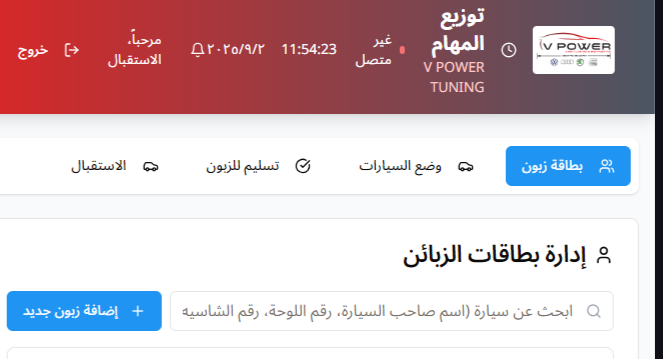 V POWER
توزيع
المهام
V POWER
TUNING
غير
متصل
11:54:23
٢٠٢٥/٩/٢
مرحباً،
الاستقبال
خروج
بطاقة زبون
وضع السيارات
تسليم للزبون
الاستقبال
إدارة بطاقات الزبائن
ابحث عن سيارة (اسم صاحب السيارة، رقم اللوحة، رقم الشاسيه
إضافة زبون جديد